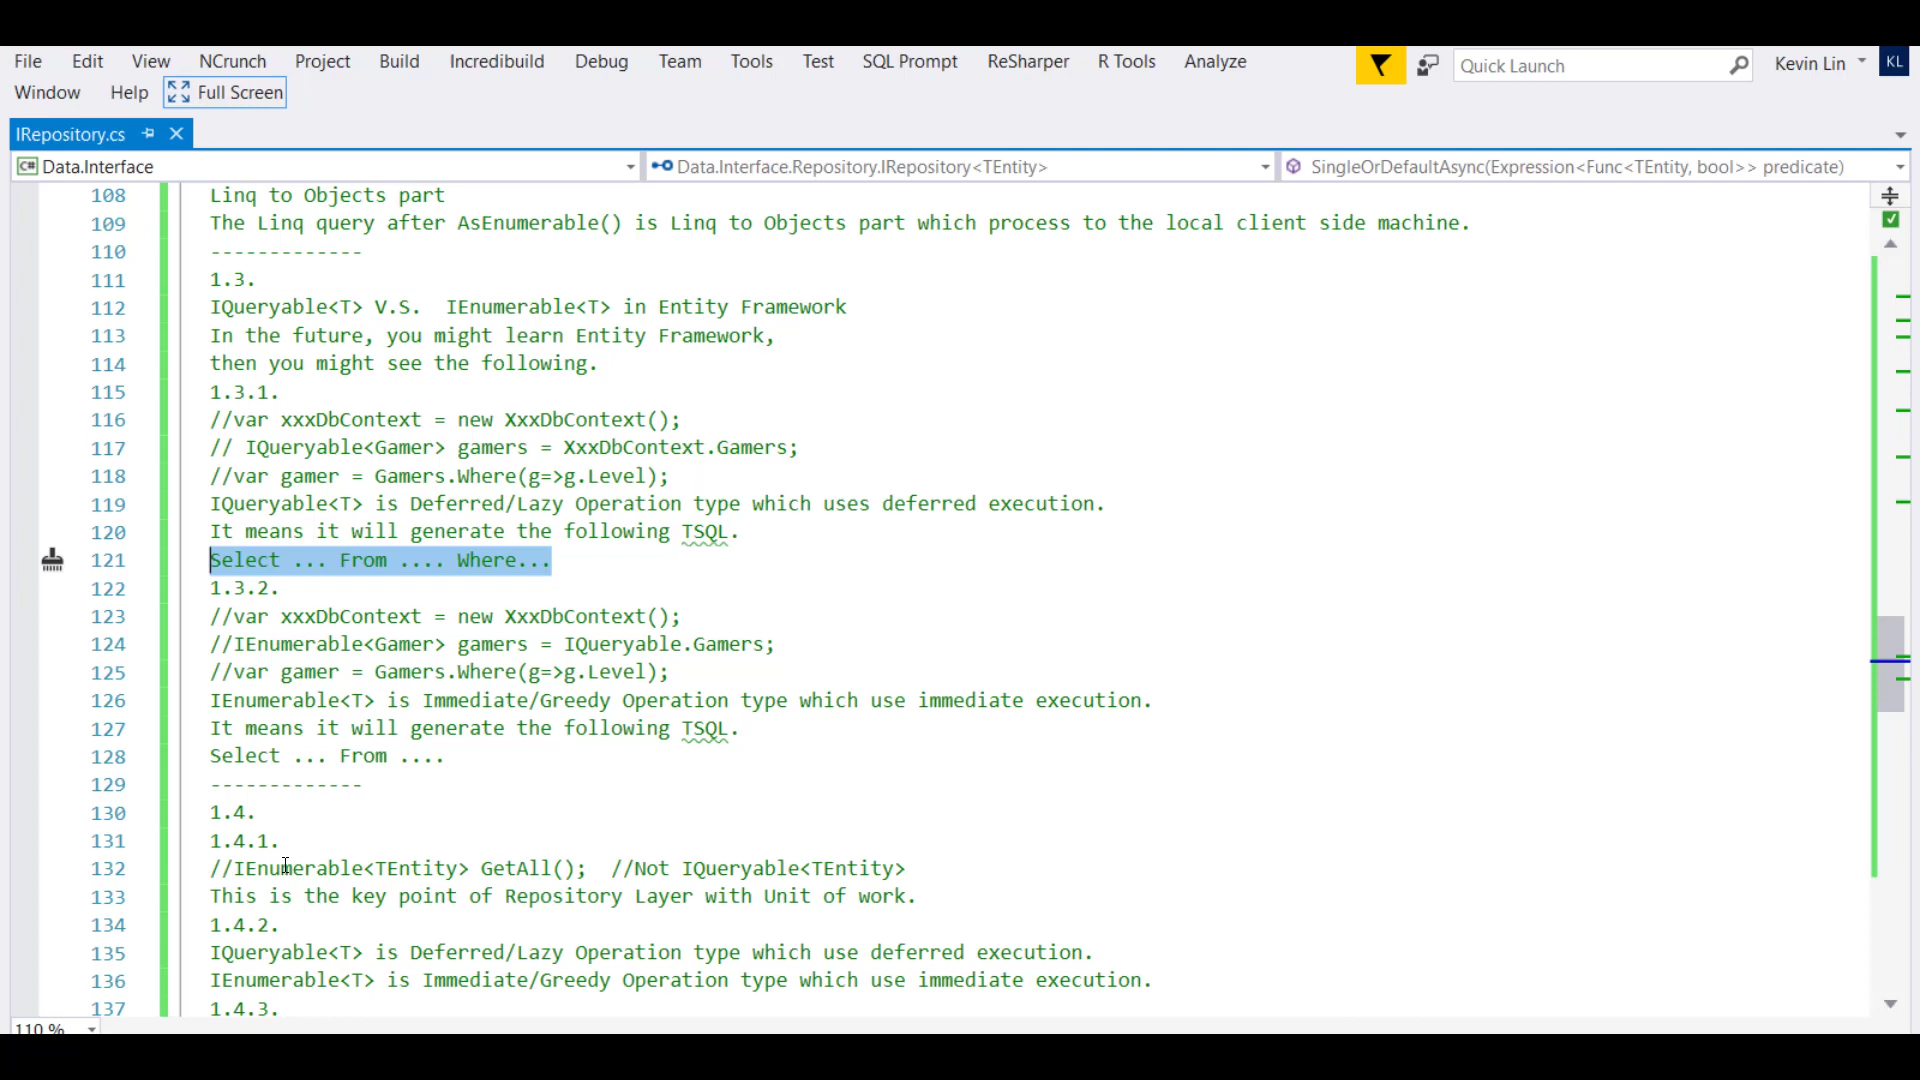 File Edit View NCrunch Project Build Incredibuild Debug Team Tools Test SQL Prompt ReSharper R Tools Analyze Quick Launch Kevin Lin KL
Window Help Full Screen
IRepository.cs
C# Data.Interface Data.Interface.Repository.IRepository<TEntity> SingleOrDefaultAsync(Expression<Func<TEntity, bool>> predicate)
108 Linq to Objects part
109 The Linq query after AsEnumerable() is Linq to Objects part which process to the local client side machine.
110 -------------
111 1.3.
112 IQueryable<T> V.S.  IEnumerable<T> in Entity Framework
113 In the future, you might learn Entity Framework,
114 then you might see the following.
115 1.3.1.
116 //var xxxDbContext = new XxxDbContext();
117 // IQueryable<Gamer> gamers = XxxDbContext.Gamers;
118 //var gamer = Gamers.Where(g=>g.Level);
119 IQueryable<T> is Deferred/Lazy Operation type which uses deferred execution.
120 It means it will generate the following TSQL.
121 Select ... From .... Where...
122 1.3.2.
123 //var xxxDbContext = new XxxDbContext();
124 //IEnumerable<Gamer> gamers = IQueryable.Gamers;
125 //var gamer = Gamers.Where(g=>g.Level);
126 IEnumerable<T> is Immediate/Greedy Operation type which use immediate execution.
127 It means it will generate the following TSQL.
128 Select ... From ....
129 -------------
130 1.4.
131 1.4.1.
132 //IEnumerable<TEntity> GetAll();  //Not IQueryable<TEntity>
133 This is the key point of Repository Layer with Unit of work.
134 1.4.2.
135 IQueryable<T> is Deferred/Lazy Operation type which use deferred execution.
136 IEnumerable<T> is Immediate/Greedy Operation type which use immediate execution.
137 1.4.3.
110 %